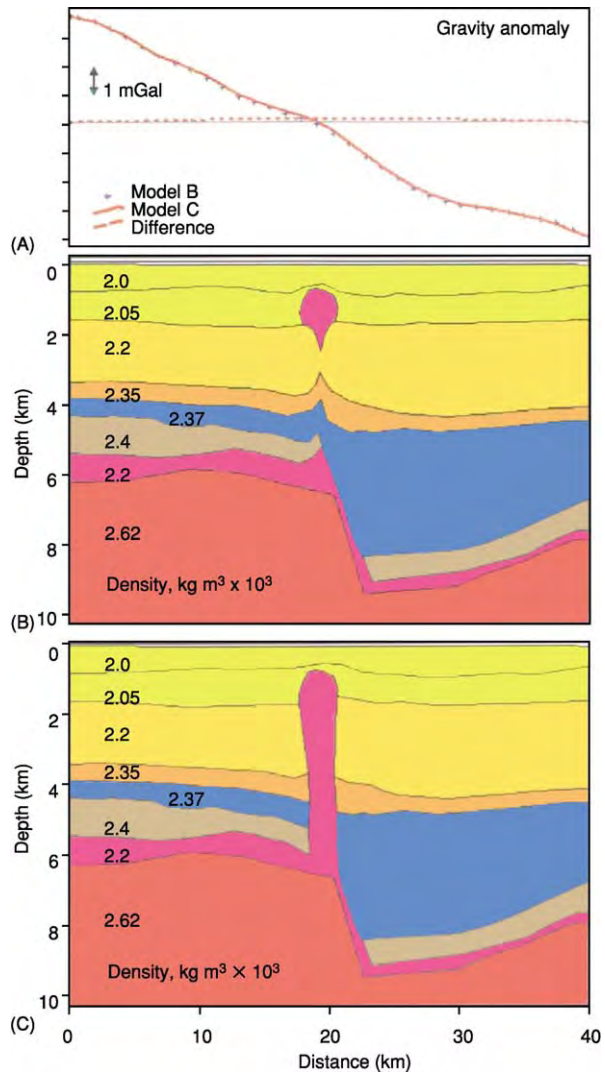 Gravity anomaly
1 mGal
Model B
Model C
Difference
(A)
0
2
4
6
8
10
Depth (km)
2.0
2.05
2.2
2.35
2.37
2.4
2.2
2.62
Density, kg m³ x 10³
(B)
0
2
4
6
8
10
Depth (km)
2.0
2.05
2.2
2.35
2.37
2.4
2.2
2.62
Density, kg m³ × 10³
(C)
0 10 20 30 40
Distance (km)